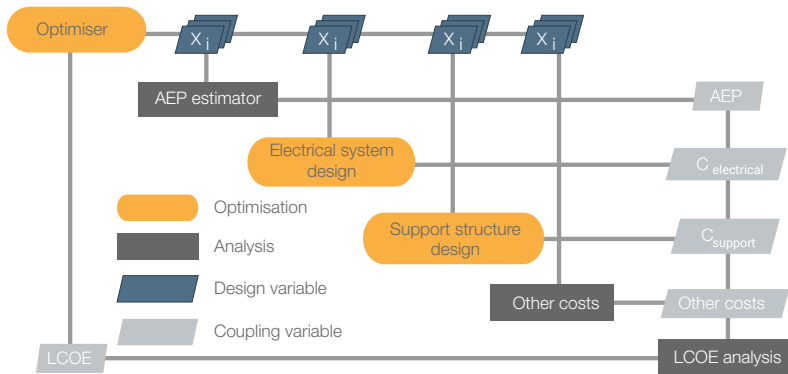 Optimiser
X i
X i
X i
X i
AEP estimator
AEP
Electrical system
design
C electrical
Optimisation
Support structure
design
C support
Analysis
Design variable
Other costs
Other costs
Coupling variable
LCOE
LCOE analysis